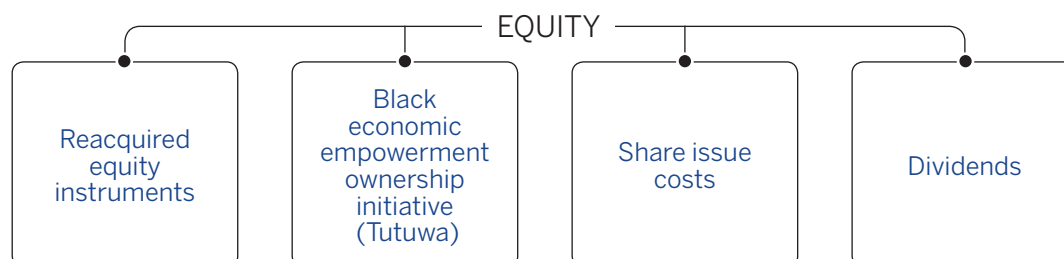 EQUITY
Reacquired
equity
instruments
Black
economic
empowerment
ownership
initiative
(Tutuwa)
Share issue
costs
Dividends